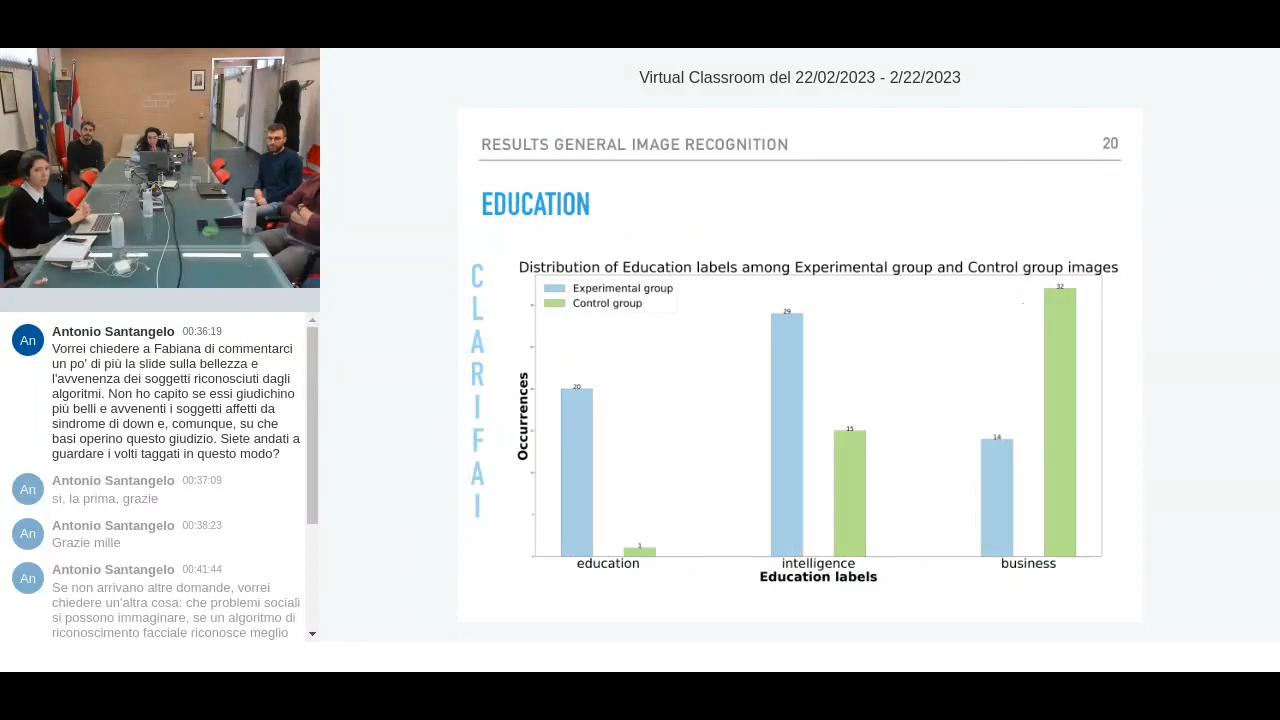 Virtual Classroom del 22/02/2023 - 2/22/2023
RESULTS GENERAL IMAGE RECOGNITION
20
EDUCATION
CLARIFAI
Distribution of Education labels among Experimental group and Control group images
Experimental group
Control group
Occurrences
20
1
29
15
14
32
education
intelligence
business
Education labels
An
Antonio Santangelo 00:36:19
Vorrei chiedere a Fabiana di commentarci
un po' di più la slide sulla bellezza e
l'avvenenza dei soggetti riconosciuti dagli
algoritmi. Non ho capito se essi giudichino
più belli e avvenenti i soggetti affetti da
sindrome di down e, comunque, su che
basi operino questo giudizio. Siete andati a
guardare i volti taggati in questo modo?
An
Antonio Santangelo 00:37:09
sì, la prima, grazie
An
Antonio Santangelo 00:38:23
Grazie mille
An
Antonio Santangelo 00:41:44
Se non arrivano altre domande, vorrei
chiedere un'altra cosa: che problemi sociali
si possono immaginare, se un algoritmo di
riconoscimento facciale riconosce meglio